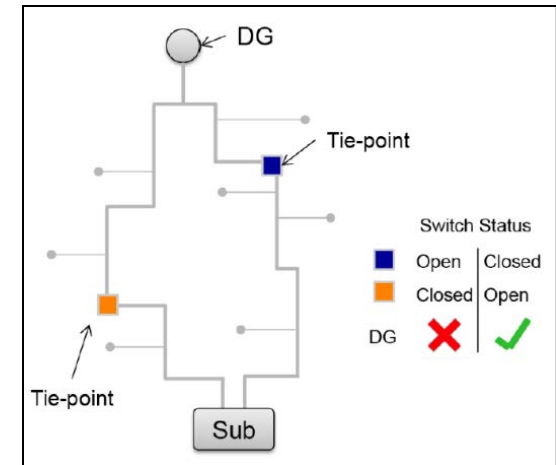 DG
Tie-point
Switch Status
Open Closed
Closed Open
DG
Tie-point
Sub